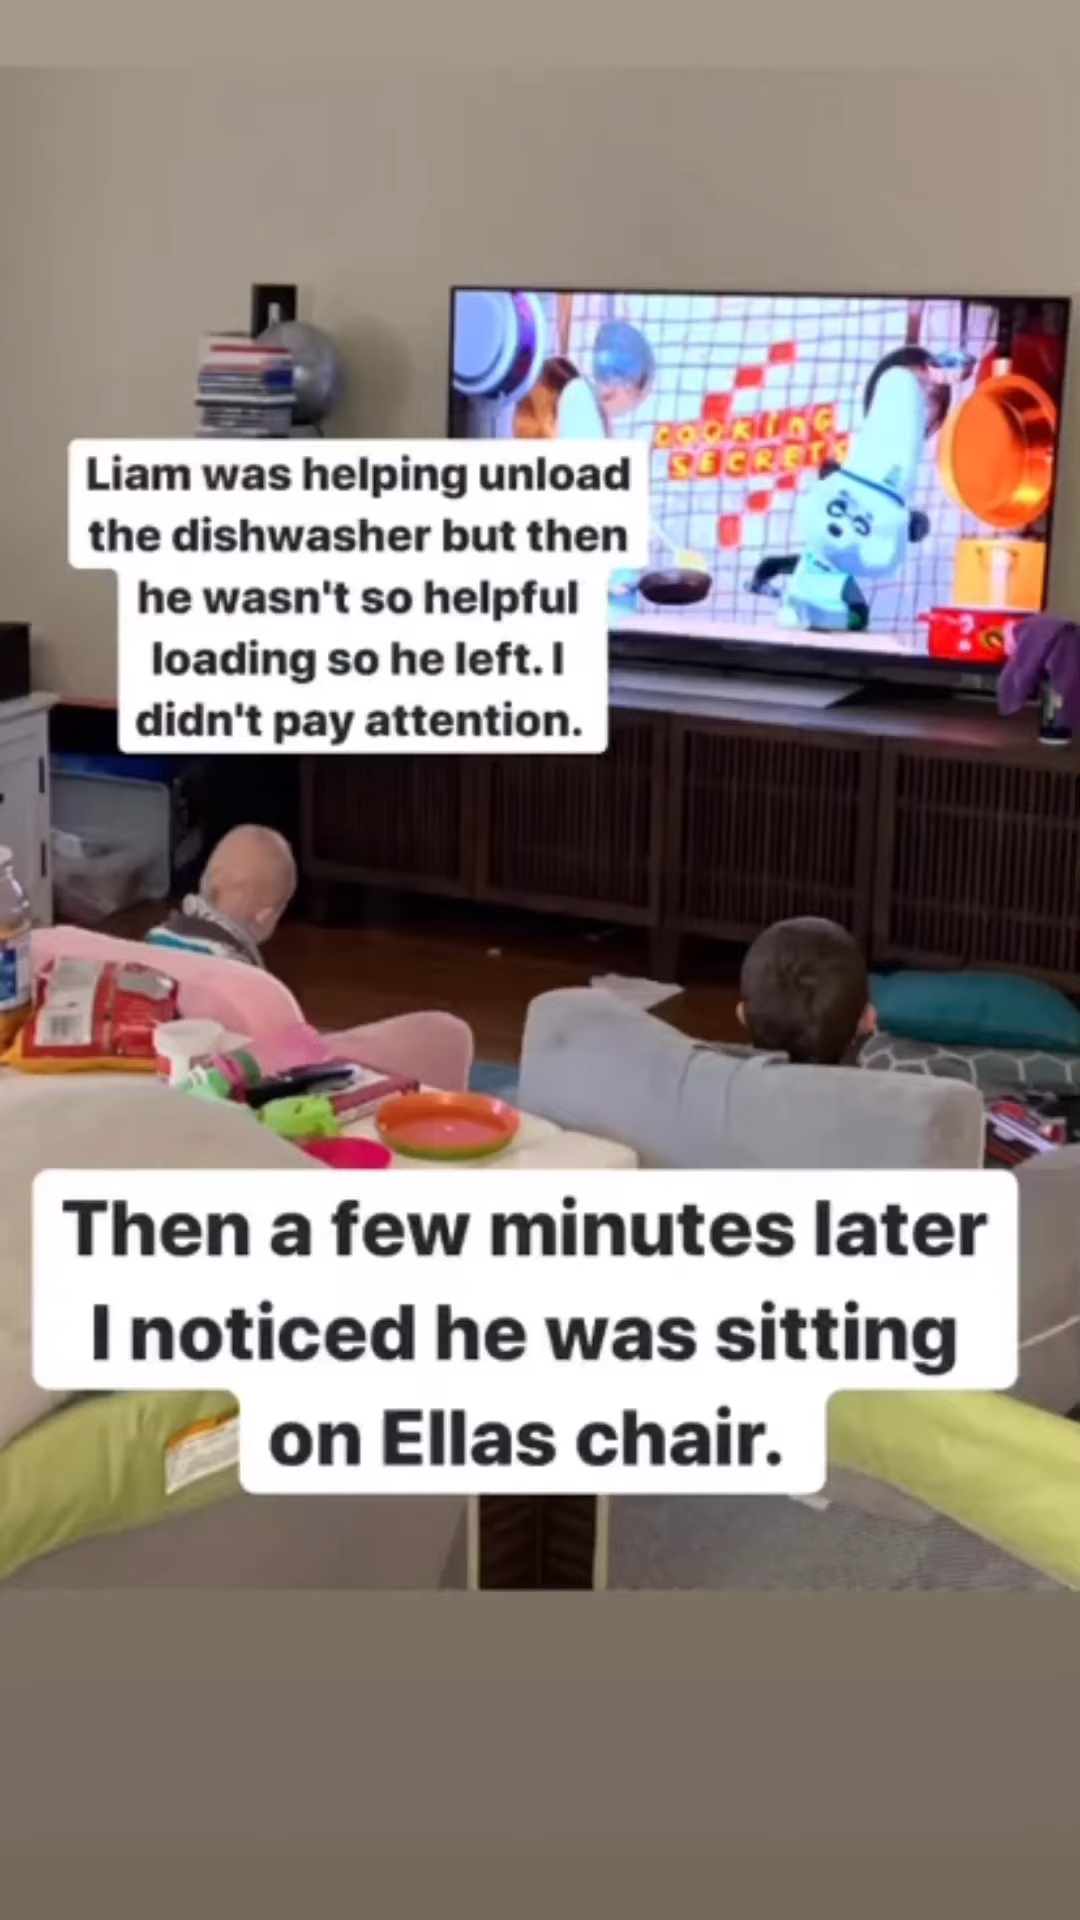 COOKING
SECRETS
Liam was helping unload
the dishwasher but then
he wasn't so helpful
loading so he left. I
didn't pay attention.
Then a few minutes later
I noticed he was sitting
on Ellas chair.